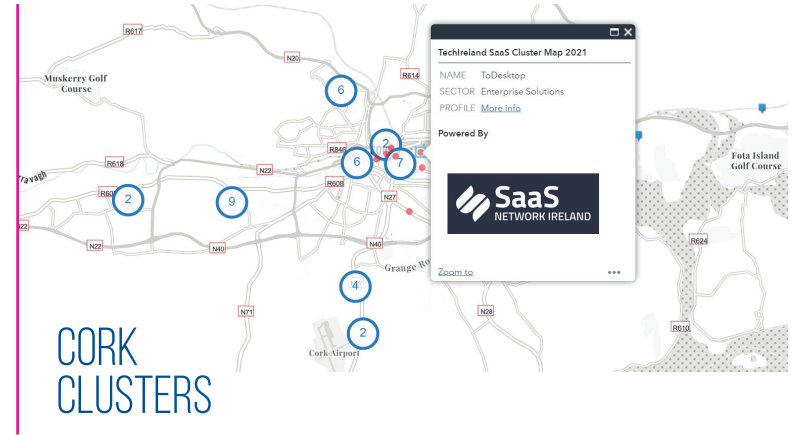 R617
N20
TechIreland SaaS Cluster Map 2021
Muskerry Golf
Course
R614
NAME ToDesktop
SECTOR Enterprise Solutions
PROFILE More info
6
Powered By
2
R846
6
7
R618
N22
R608
Fota Island
Golf Course
2
9
N27
SaaS
NETWORK IRELAND
N22
N40
N40
R624
Zoom to
4
N71
N28
2
R610
Cork Airport
CORK
CLUSTERS